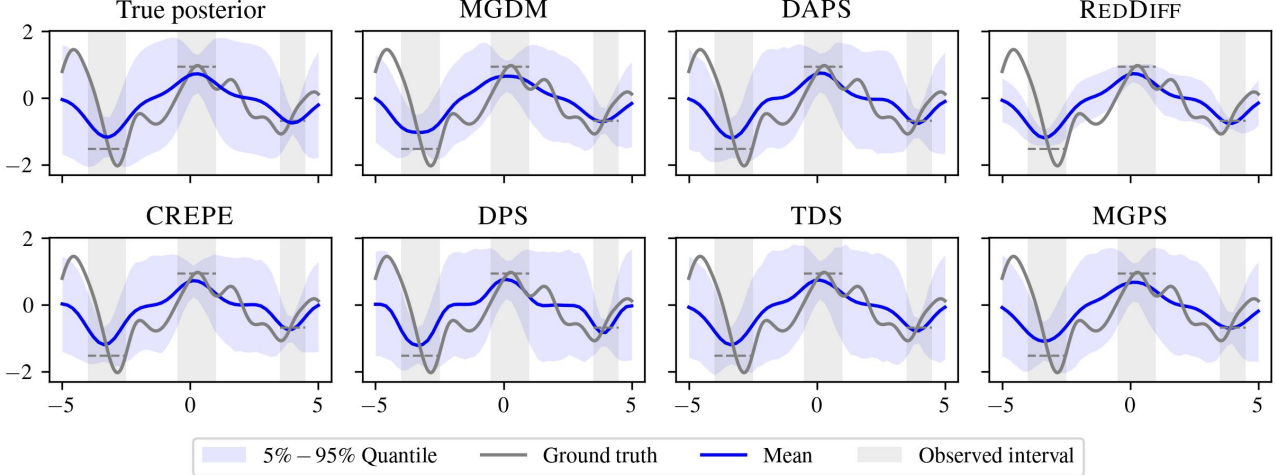 True posterior MGDM DAPS REDDIFF
2
0
−2
CREPE DPS TDS MGPS
2
0
−2
−5 0 5 −5 0 5 −5 0 5 −5 0 5
5% − 95% Quantile Ground truth Mean Observed interval